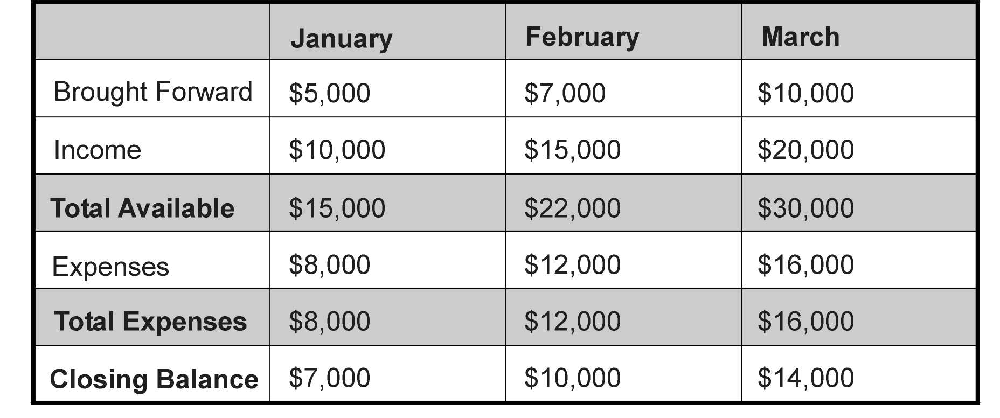 January February March
Brought Forward $5,000 $7,000 $10,000
Income $10,000 $15,000 $20,000
Total Available $15,000 $22,000 $30,000
Expenses $8,000 $12,000 $16,000
Total Expenses $8,000 $12,000 $16,000
Closing Balance $7,000 $10,000 $14,000